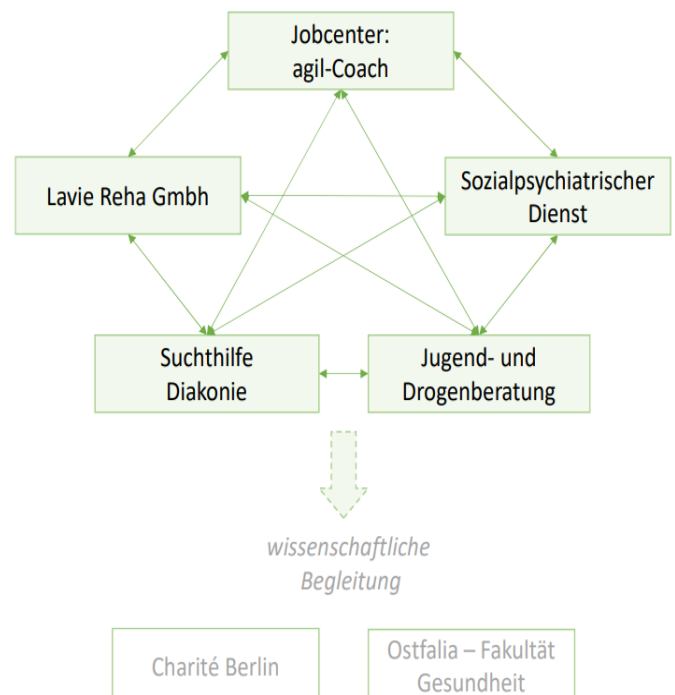 Jobcenter:
agil-Coach
Lavie Reha Gmbh
Sozialpsychiatrischer
Dienst
Suchthilfe
Diakonie
Jugend- und
Drogenberatung
wissenschaftliche
Begleitung
Charité Berlin
Ostfalia – Fakultät
Gesundheit